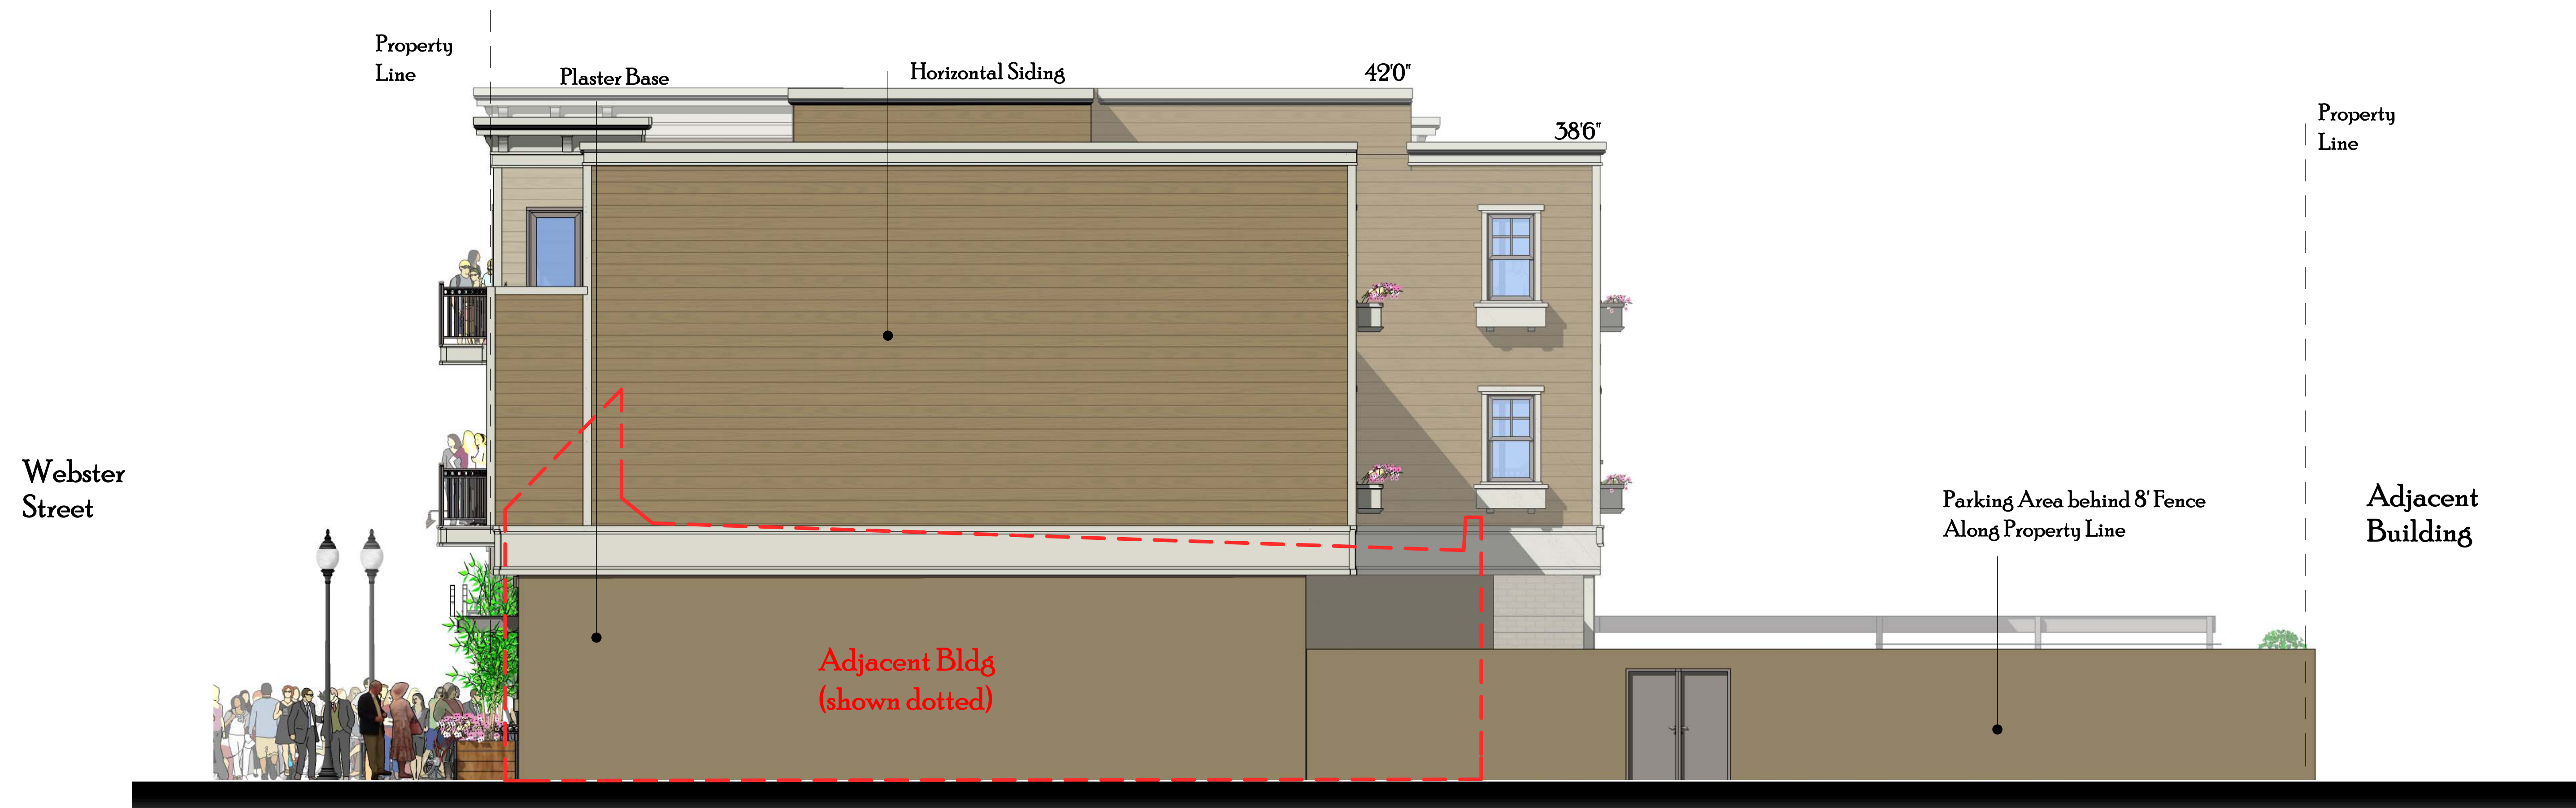 Property
Line
Plaster Base
Horizontal Siding
42'0"
38'6"
Property
Line
Webster
Street
Parking Area behind 8' Fence
Along Property Line
Adjacent
Building
Adjacent Bldg
(shown dotted)